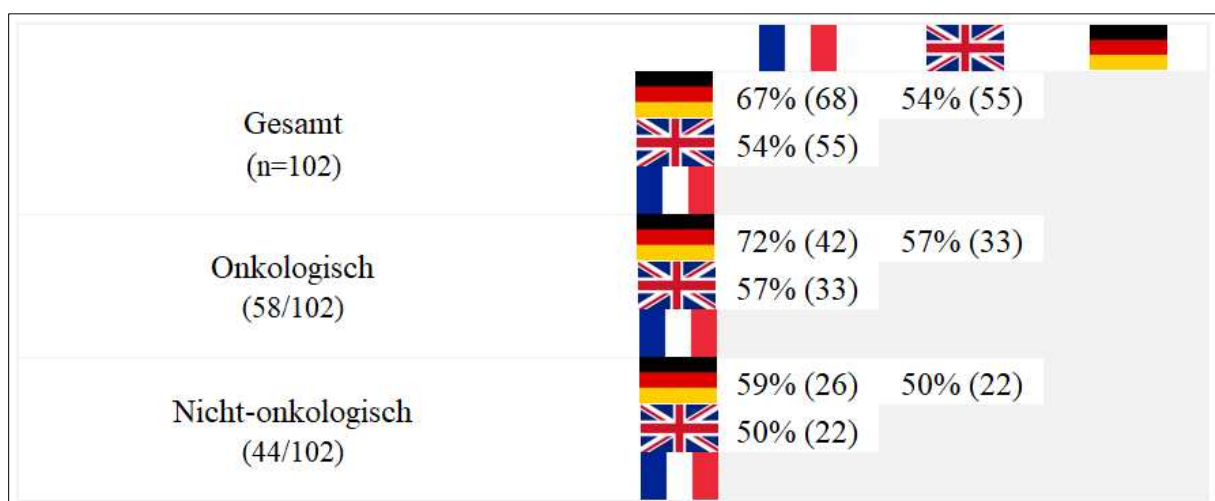 67% (68) 54% (55)
Gesamt
(n=102)
54% (55)
72% (42) 57% (33)
Onkologisch
(58/102)
57% (33)
59% (26) 50% (22)
Nicht-onkologisch
(44/102)
50% (22)